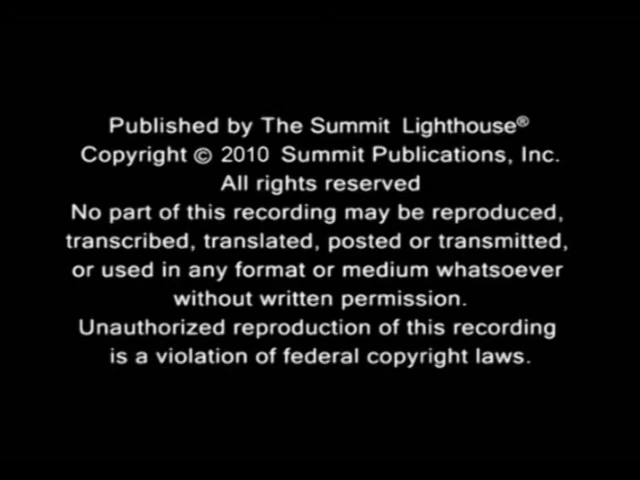 Published by The Summit Lighthouse®
Copyright © 2010 Summit Publications, Inc.
All rights reserved
No part of this recording may be reproduced,
transcribed, translated, posted or transmitted,
or used in any format or medium whatsoever
without written permission.
Unauthorized reproduction of this recording
is a violation of federal copyright laws.